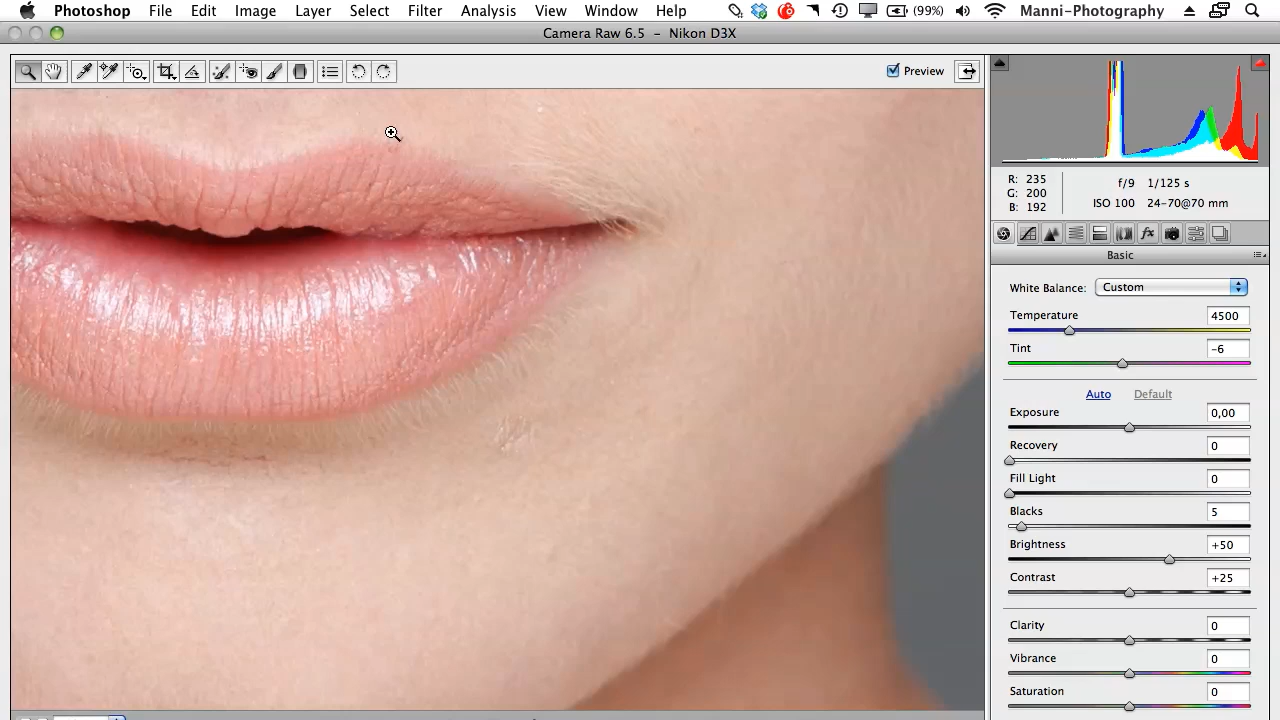 Photoshop File Edit Image Layer Select Filter Analysis View Window Help (99%) Manni-Photography
Camera Raw 6.5 – Nikon D3X
Preview
R: 235
G: 200
B: 192
f/9 1/125 s
ISO 100 24-70@70 mm
fx
Basic
White Balance: Custom
Temperature 4500
Tint -6
Auto Default
Exposure 0,00
Recovery 0
Fill Light 0
Blacks 5
Brightness +50
Contrast +25
Clarity 0
Vibrance 0
Saturation 0